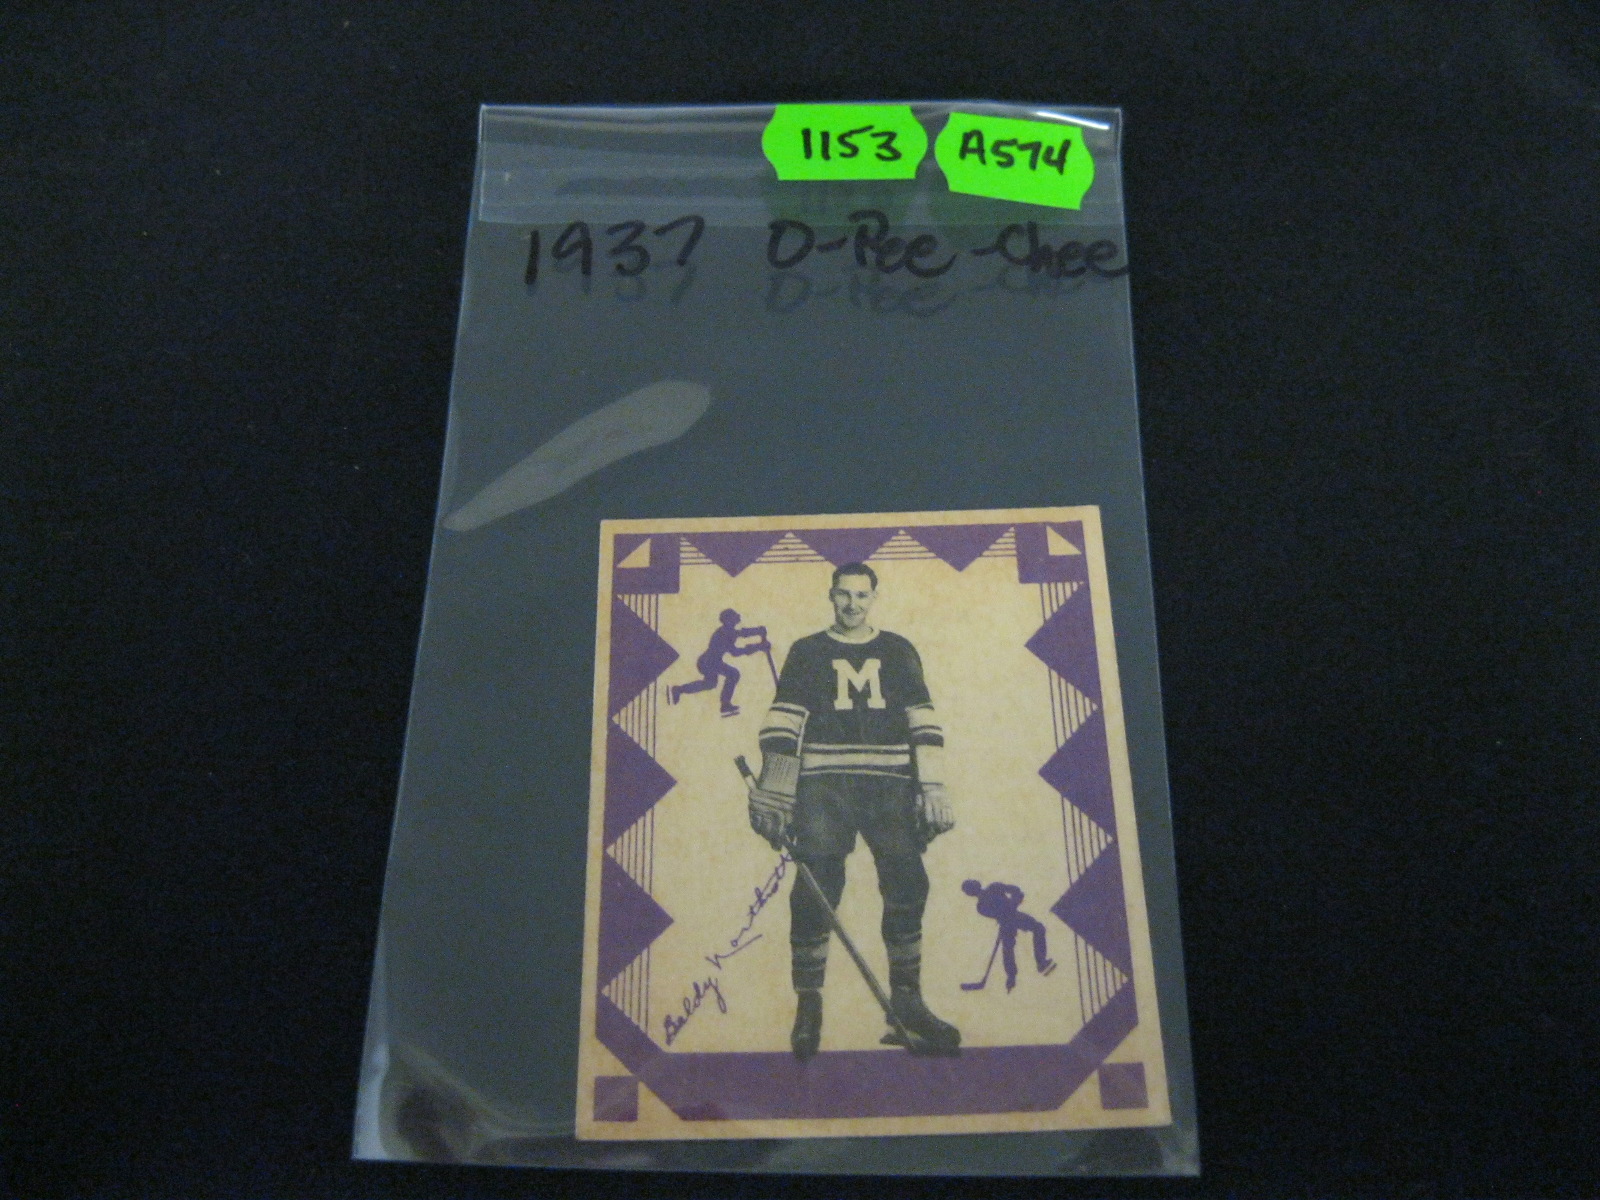 1153
A574
1937 O-Pee-Chee
M
Baldy Northcott